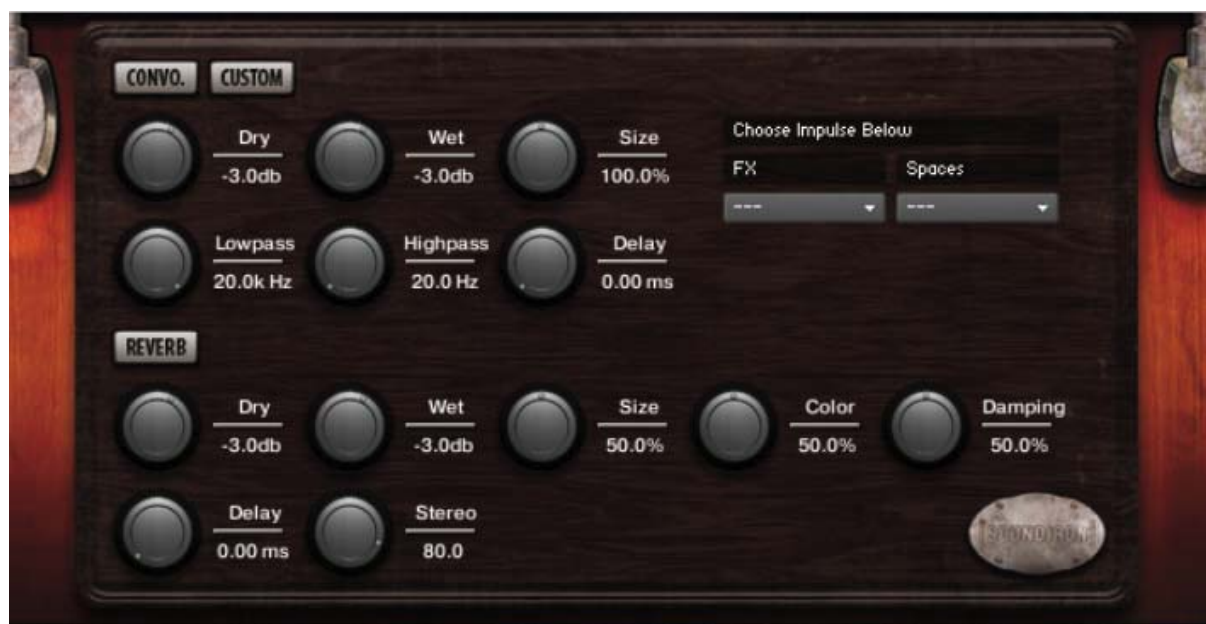 CONVO. CUSTOM
Dry Wet Size
-3.0db -3.0db 100.0%
Choose Impulse Below
FX Spaces
--- ---
Lowpass Highpass Delay
20.0k Hz 20.0 Hz 0.00 ms
REVERB
Dry Wet Size Color Damping
-3.0db -3.0db 50.0% 50.0% 50.0%
Delay Stereo
0.00 ms 80.0
SOUNDIRON